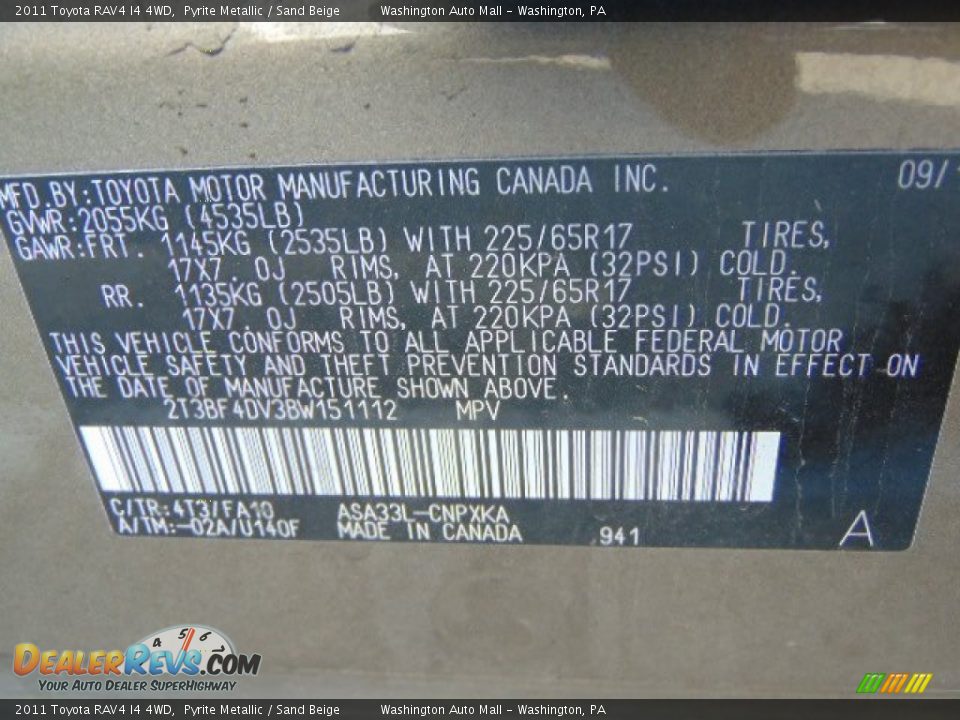 2011 Toyota RAV4 I4 4WD, Pyrite Metallic / Sand Beige Washington Auto Mall - Washington, PA
MFD.BY:TOYOTA MOTOR MANUFACTURING CANADA INC. 09/
GVWR:2055KG (4535LB)
GAWR:FRT. 1145KG (2535LB) WITH 225/65R17 TIRES,
17X7.0J RIMS, AT 220KPA (32PSI) COLD.
RR. 1135KG (2505LB) WITH 225/65R17 TIRES,
17X7.0J RIMS, AT 220KPA (32PSI) COLD.
THIS VEHICLE CONFORMS TO ALL APPLICABLE FEDERAL MOTOR
VEHICLE SAFETY AND THEFT PREVENTION STANDARDS IN EFFECT ON
THE DATE OF MANUFACTURE SHOWN ABOVE.
2T3BF4DV3BW151112 MPV
C/TR:4T3/FA10 ASA33L-CNPXKA
A/TM:-02A/U140F MADE IN CANADA 941 A
4 5 6
DEALERREVS.COM
YOUR AUTO DEALER SUPERHIGHWAY
2011 Toyota RAV4 I4 4WD, Pyrite Metallic / Sand Beige Washington Auto Mall - Washington, PA